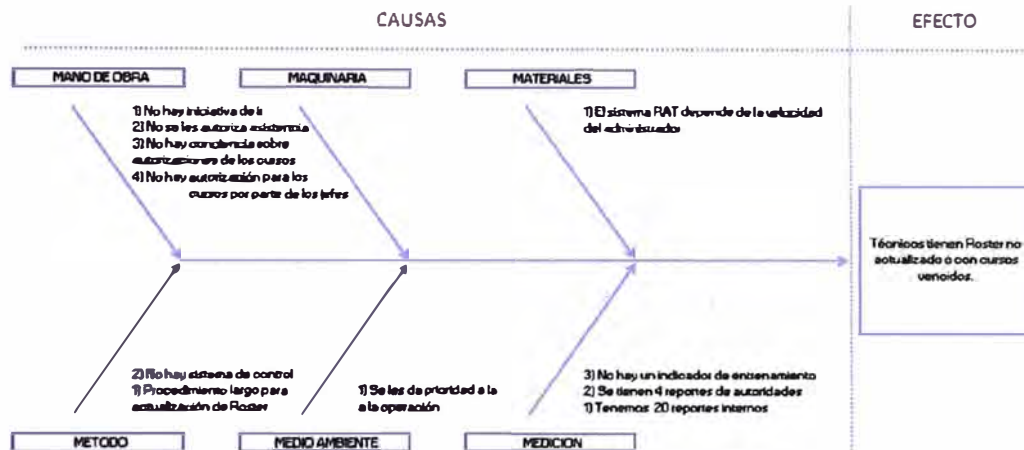 CAUSAS
EFECTO
MANO DE OBRA
MAQUINARIA
MATERIALES
1) No hay iniciativa de ir
2) No se les autoriza asistencia
3) No hay conciencia sobre
autorizaciones de los cursos
4) No hay autorización para los
cursos por parte de los jefes
1) El sistema RAT depende de la velocidad
del administrador
Técnicos tienen Roster no
actualizado o con cursos
vencidos.
2) No hay sistema de control
1) Procedimiento largo para
actualización de Roster
1) Se les da prioridad a la
a la operación
3) No hay un indicador de entrenamiento
2) Se tienen 4 reportes de autoridades
1) Tenemos 20 reportes internos
METODO
MEDIO AMBIENTE
MEDICION